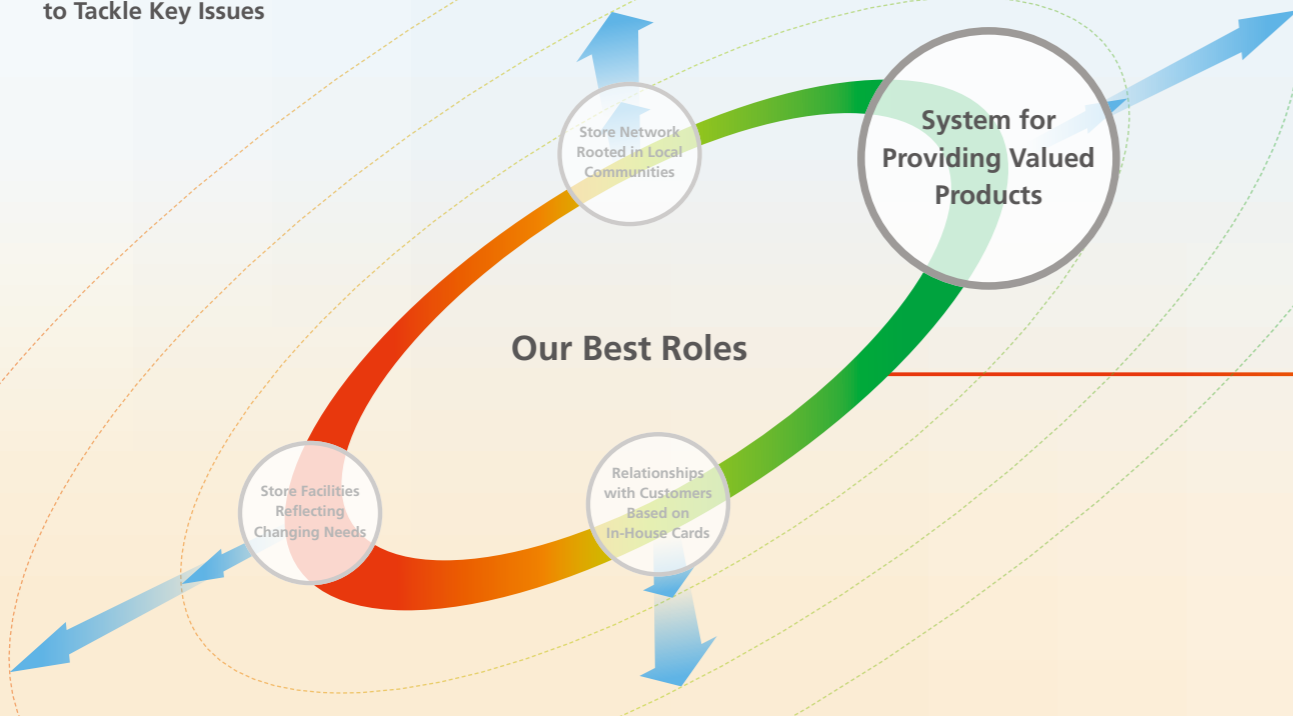 to Tackle Key Issues
Store Network
Rooted in Local
Communities
System for
Providing Valued
Products
Our Best Roles
Store Facilities
Reflecting
Changing Needs
Relationships
with Customers
Based on
In-House Cards